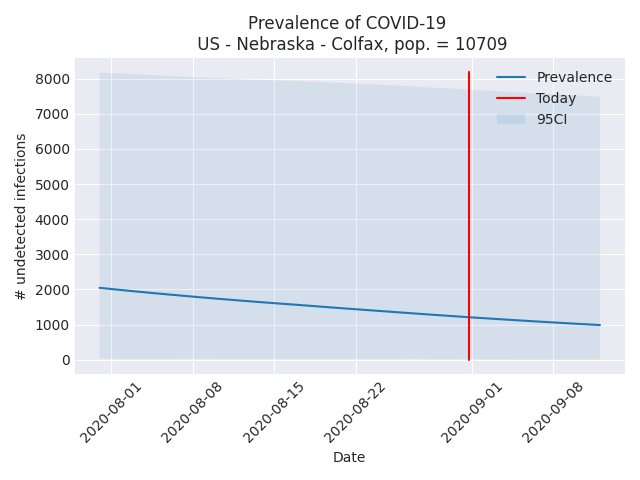 Prevalence of COVID-19
US - Nebraska - Colfax, pop. = 10709
Prevalence
Today
95CI
# undetected infections
8000
7000
6000
5000
4000
3000
2000
1000
0
2020-08-01
2020-08-08
2020-08-15
2020-08-22
2020-09-01
2020-09-08
Date